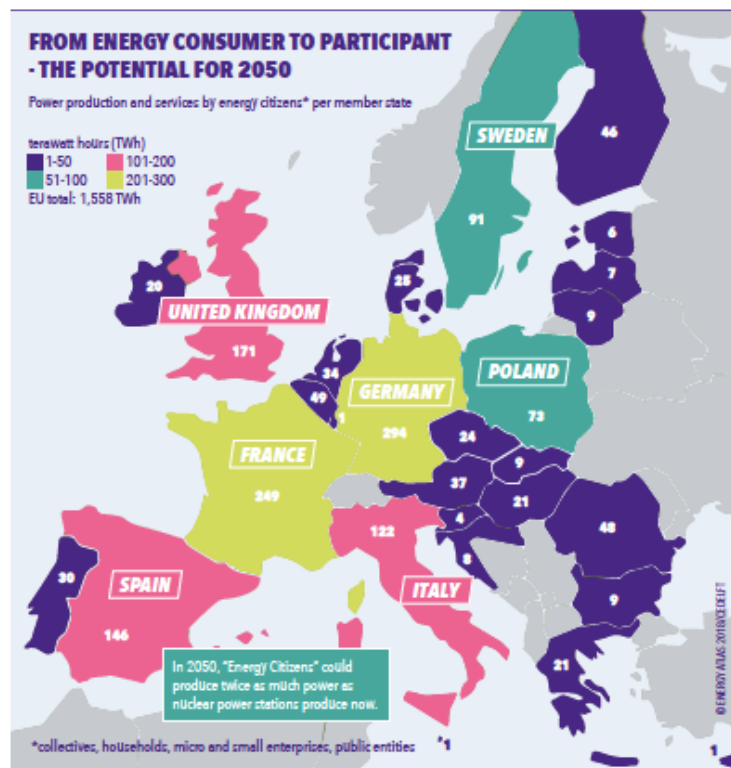 FROM ENERGY CONSUMER TO PARTICIPANT
- THE POTENTIAL FOR 2050
Power production and services by energy citizens* per member state
terawatt hours (TWh)
1-50 101-200
51-100 201-300
EU total: 1,558 TWh
SWEDEN
46
91
6
7
9
25
20
UNITED KINGDOM
171
34
49
1
GERMANY
294
POLAND
73
24
9
37
21
FRANCE
249
122
4
8
48
9
30
SPAIN
146
ITALY
21
In 2050, "Energy Citizens" could
produce twice as much power as
nuclear power stations produce now.
*collectives, households, micro and small enterprises, public entities
1
1
© ENERGY ATLAS 2018/CEDELFT